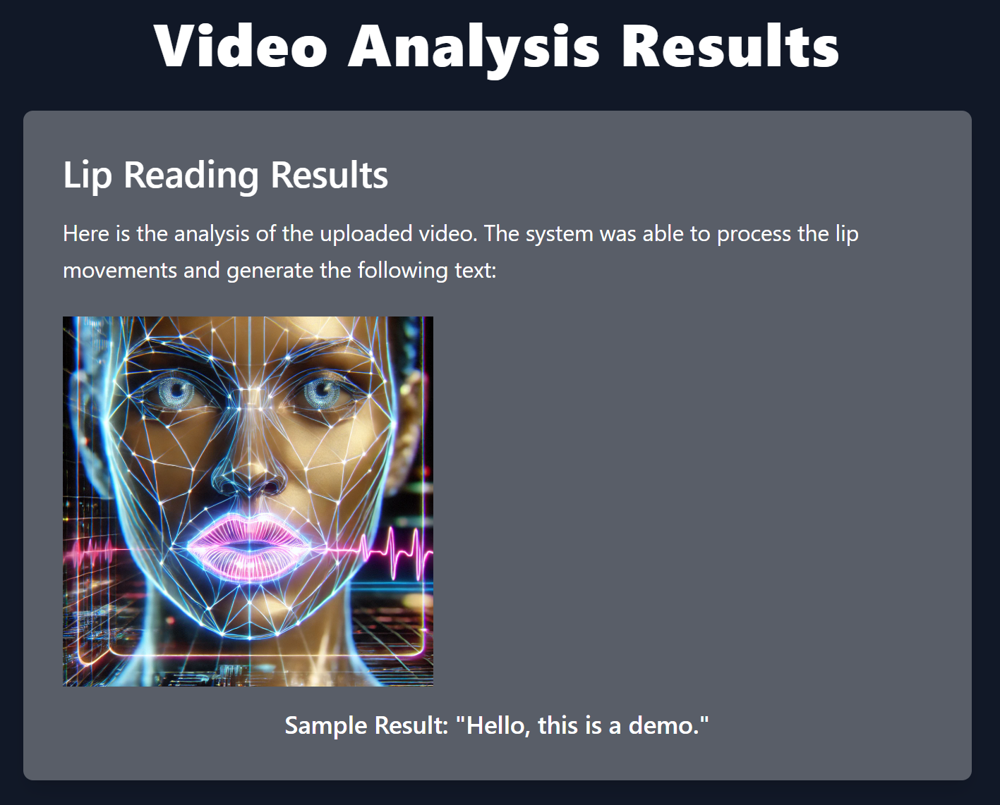 Video Analysis Results
Lip Reading Results
Here is the analysis of the uploaded video. The system was able to process the lip
movements and generate the following text:
Sample Result: "Hello, this is a demo."